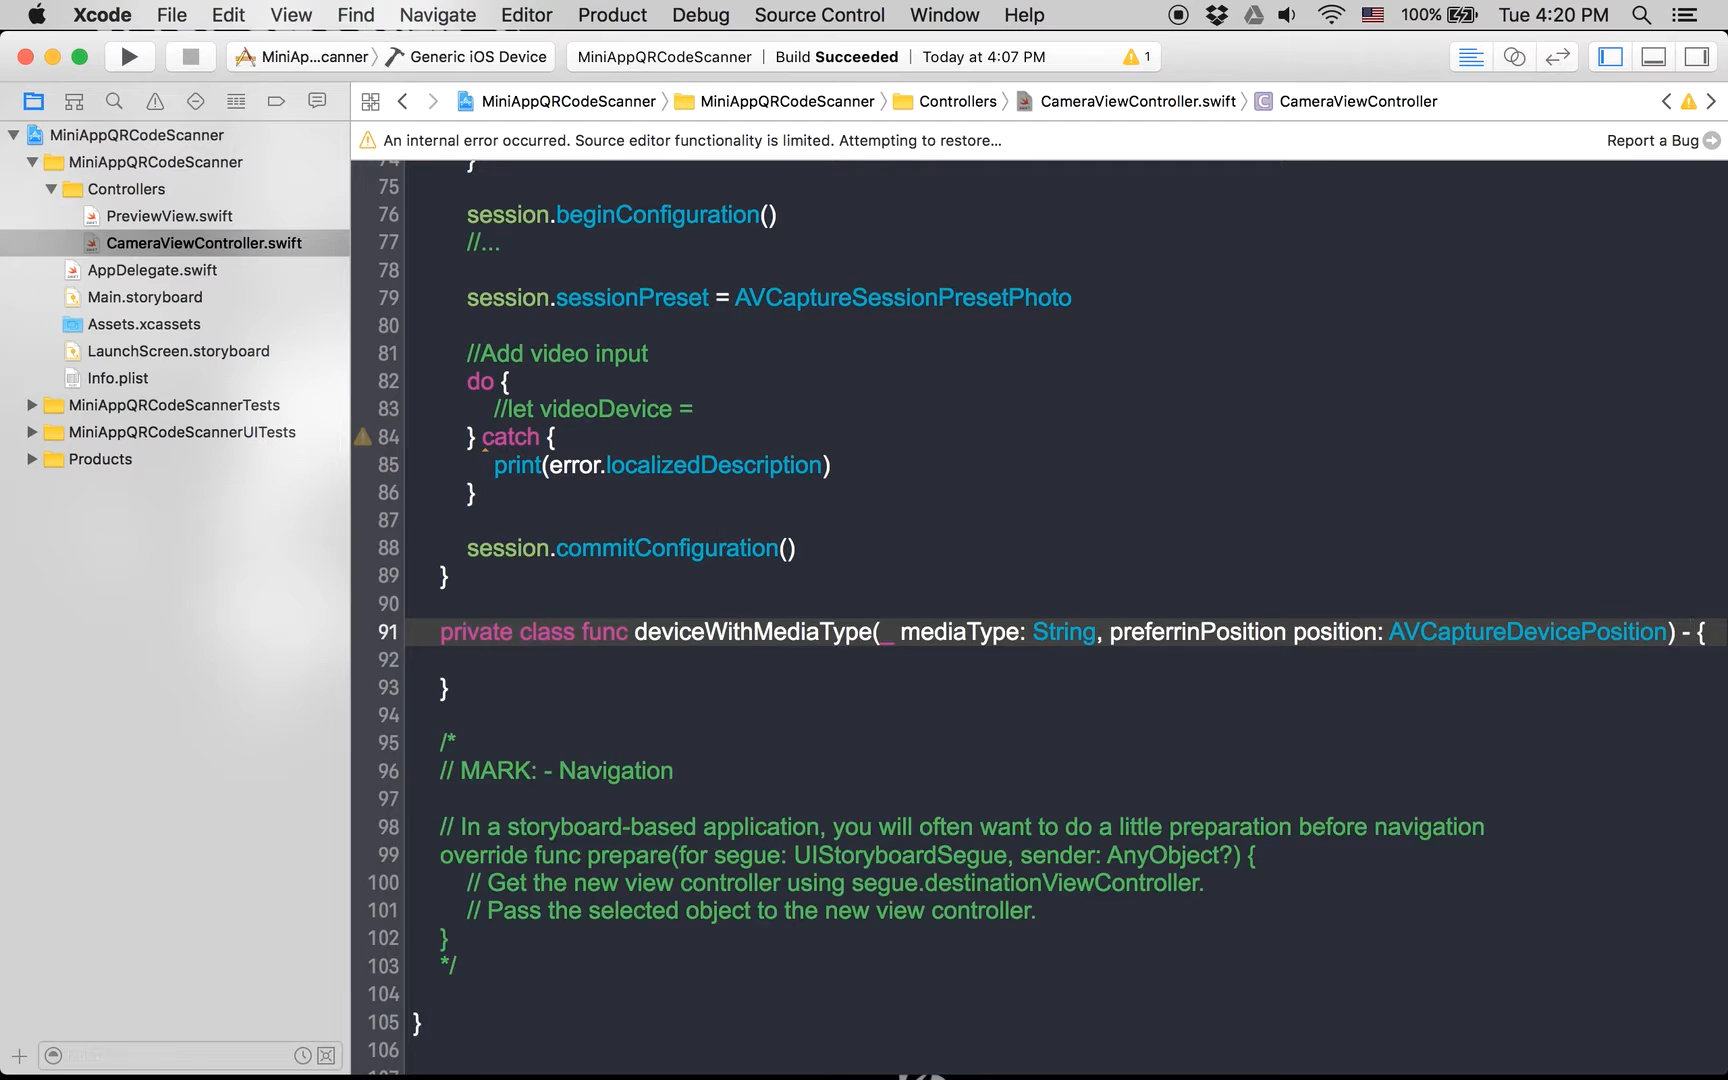 Xcode File Edit View Find Navigate Editor Product Debug Source Control Window Help 100% Tue 4:20 PM
MiniAp...canner Generic iOS Device MiniAppQRCodeScanner | Build Succeeded | Today at 4:07 PM 1
MiniAppQRCodeScanner MiniAppQRCodeScanner Controllers CameraViewController.swift C CameraViewController
An internal error occurred. Source editor functionality is limited. Attempting to restore... Report a Bug
MiniAppQRCodeScanner
MiniAppQRCodeScanner
Controllers
PreviewView.swift
CameraViewController.swift
AppDelegate.swift
Main.storyboard
Assets.xcassets
LaunchScreen.storyboard
Info.plist
MiniAppQRCodeScannerTests
MiniAppQRCodeScannerUITests
Products
74 }
75
76 session.beginConfiguration()
77 //...
78
79 session.sessionPreset = AVCaptureSessionPresetPhoto
80
81 //Add video input
82 do {
83 //let videoDevice =
84 } catch {
85 print(error.localizedDescription)
86 }
87
88 session.commitConfiguration()
89 }
90
91 private class func deviceWithMediaType(_ mediaType: String, preferrinPosition position: AVCaptureDevicePosition) - {
92
93 }
94
95 /*
96 // MARK: - Navigation
97
98 // In a storyboard-based application, you will often want to do a little preparation before navigation
99 override func prepare(for segue: UIStoryboardSegue, sender: AnyObject?) {
100 // Get the new view controller using segue.destinationViewController.
101 // Pass the selected object to the new view controller.
102 }
103 */
104
105 }
106